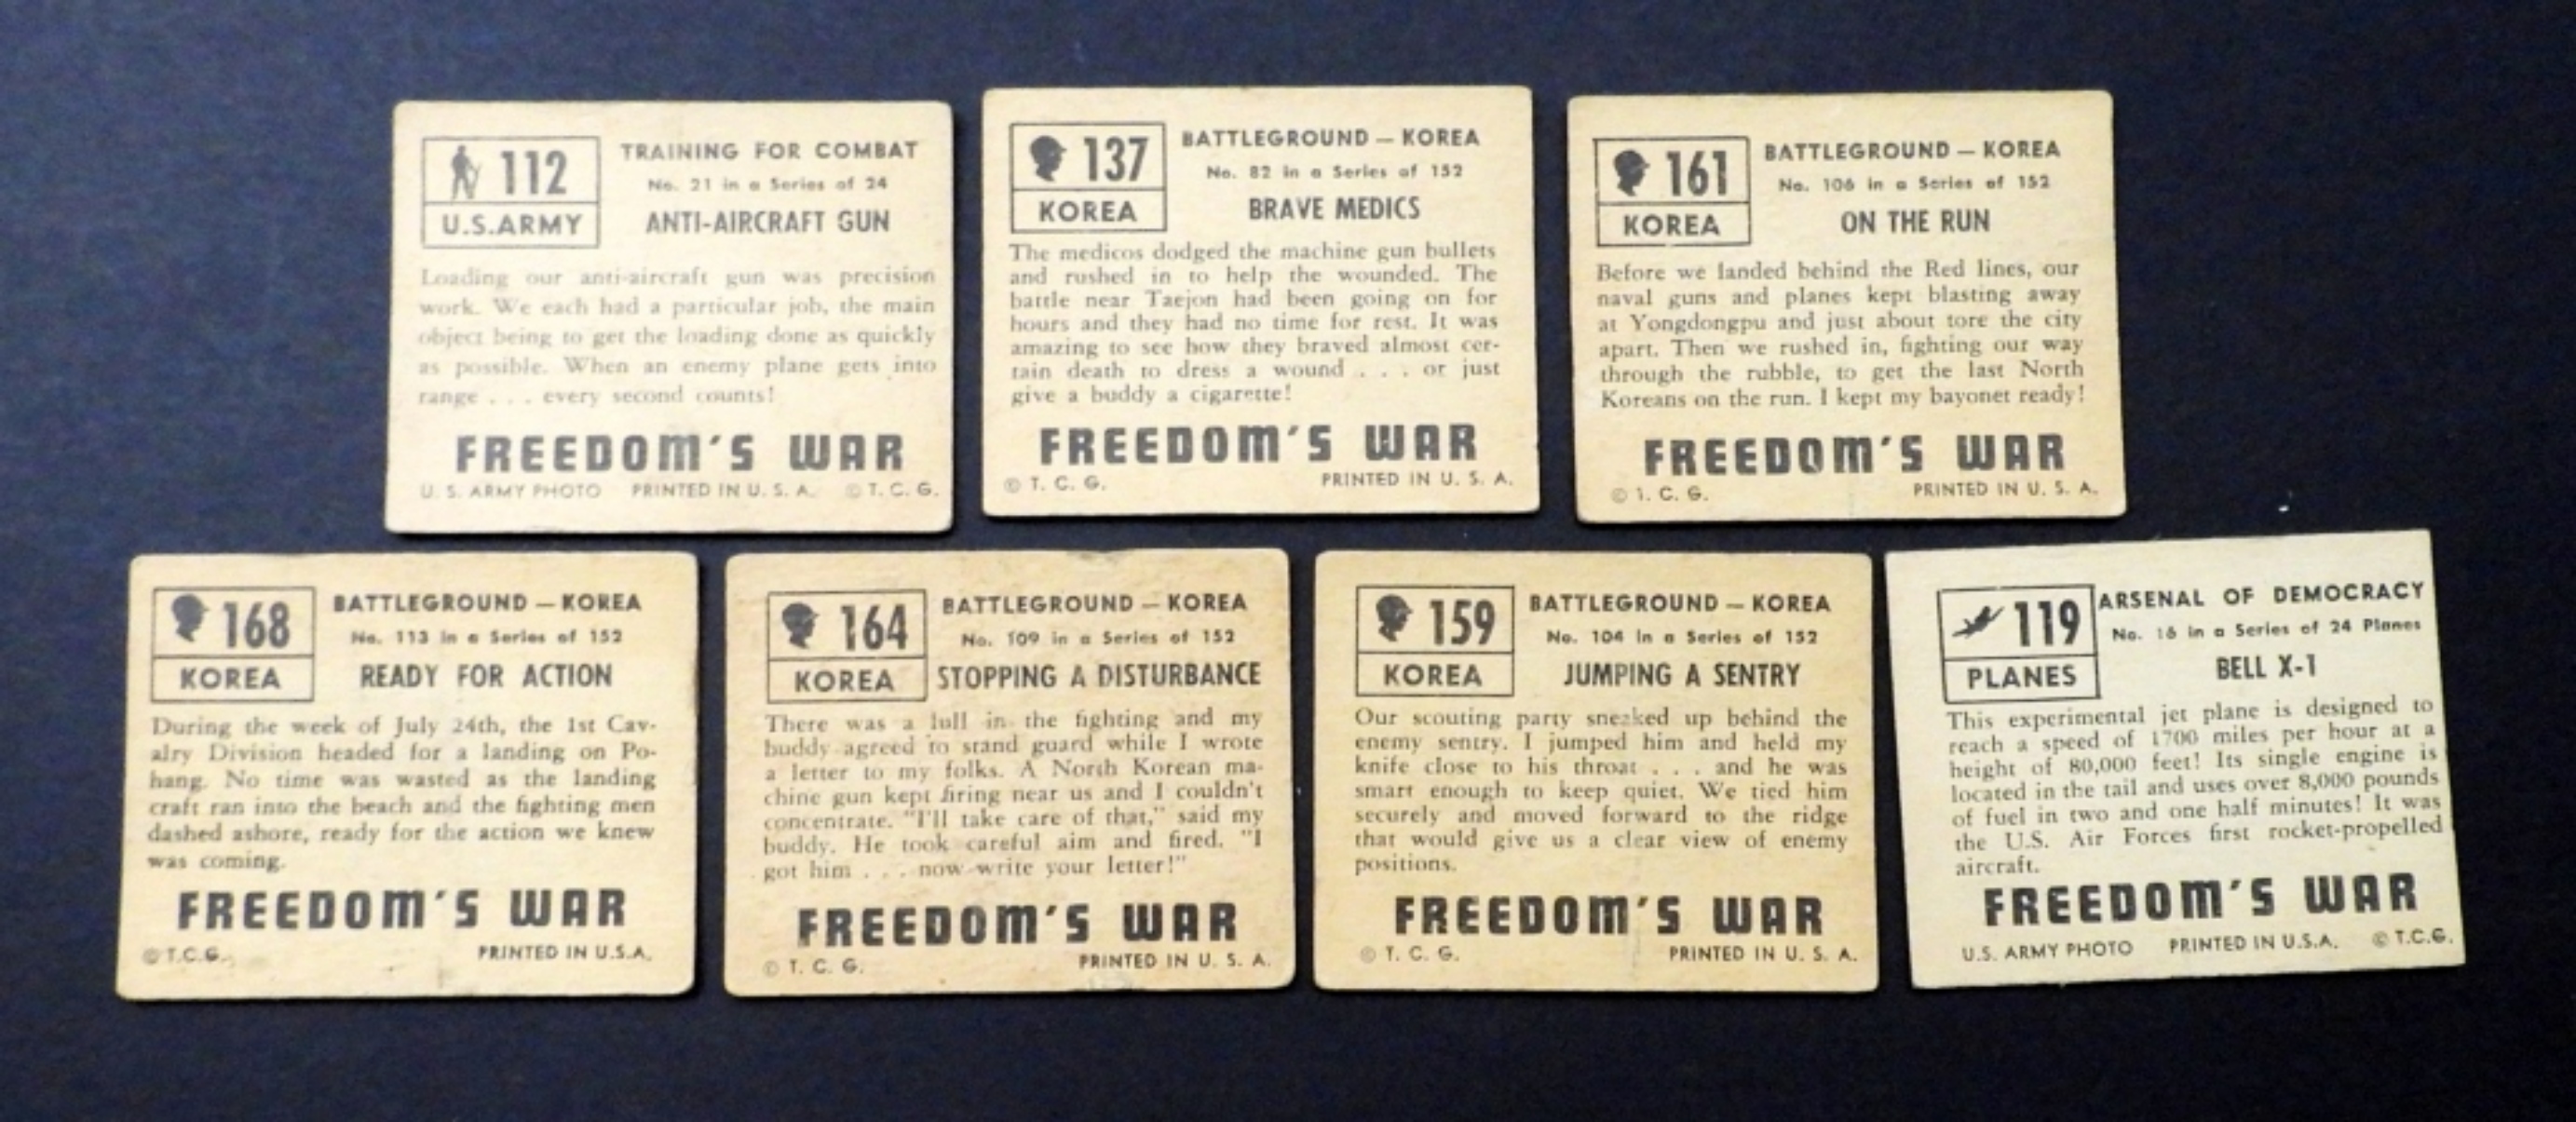 112
U.S.ARMY
TRAINING FOR COMBAT
No. 21 in a Series of 24
ANTI-AIRCRAFT GUN
Loading our anti-aircraft gun was precision
work. We each had a particular job, the main
object being to get the loading done as quickly
as possible. When an enemy plane gets into
range . . . every second counts!
FREEDOM'S WAR
U. S. ARMY PHOTO PRINTED IN U. S. A. © T. C. G.
137
KOREA
BATTLEGROUND — KOREA
No. 82 in a Series of 152
BRAVE MEDICS
The medicos dodged the machine gun bullets
and rushed in to help the wounded. The
battle near Taejon had been going on for
hours and they had no time for rest. It was
amazing to see how they braved almost cer-
tain death to dress a wound . . . or just
give a buddy a cigarette!
FREEDOM'S WAR
© T. C. G. PRINTED IN U. S. A.
161
KOREA
BATTLEGROUND — KOREA
No. 106 in a Series of 152
ON THE RUN
Before we landed behind the Red lines, our
naval guns and planes kept blasting away
at Yongdongpu and just about tore the city
apart. Then we rushed in, fighting our way
through the rubble, to get the last North
Koreans on the run. I kept my bayonet ready!
FREEDOM'S WAR
© T. C. G. PRINTED IN U. S. A.
168
KOREA
BATTLEGROUND — KOREA
No. 113 in a Series of 152
READY FOR ACTION
During the week of July 24th, the 1st Cav-
alry Division headed for a landing on Po-
hang. No time was wasted as the landing
craft ran into the beach and the fighting men
dashed ashore, ready for the action we knew
was coming.
FREEDOM'S WAR
© T.C.G. PRINTED IN U.S.A.
164
KOREA
BATTLEGROUND — KOREA
No. 109 in a Series of 152
STOPPING A DISTURBANCE
There was a lull in the fighting and my
buddy agreed to stand guard while I wrote
a letter to my folks. A North Korean ma-
chine gun kept firing near us and I couldn't
concentrate. "I'll take care of that," said my
buddy. He took careful aim and fired. "I
got him . . . now write your letter!"
FREEDOM'S WAR
© T. C. G. PRINTED IN U. S. A.
159
KOREA
BATTLEGROUND — KOREA
No. 104 in a Series of 152
JUMPING A SENTRY
Our scouting party sneaked up behind the
enemy sentry. I jumped him and held my
knife close to his throat . . . and he was
smart enough to keep quiet. We tied him
securely and moved forward to the ridge
that would give us a clear view of enemy
positions.
FREEDOM'S WAR
© T. C. G. PRINTED IN U. S. A.
119
PLANES
ARSENAL OF DEMOCRACY
No. 16 in a Series of 24 Planes
BELL X-1
This experimental jet plane is designed to
reach a speed of 1700 miles per hour at a
height of 80,000 feet! Its single engine is
located in the tail and uses over 8,000 pounds
of fuel in two and one half minutes! It was
the U.S. Air Forces first rocket-propelled
aircraft.
FREEDOM'S WAR
U.S. ARMY PHOTO PRINTED IN U.S.A. © T.C.G.